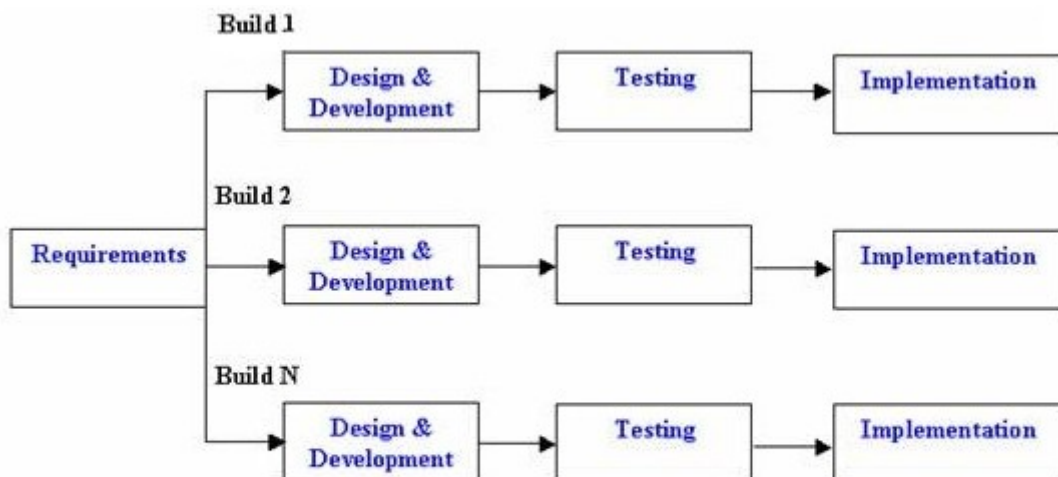 Build 1
Design &
Development
Testing
Implementation
Build 2
Requirements
Design &
Development
Testing
Implementation
Build N
Design &
Development
Testing
Implementation